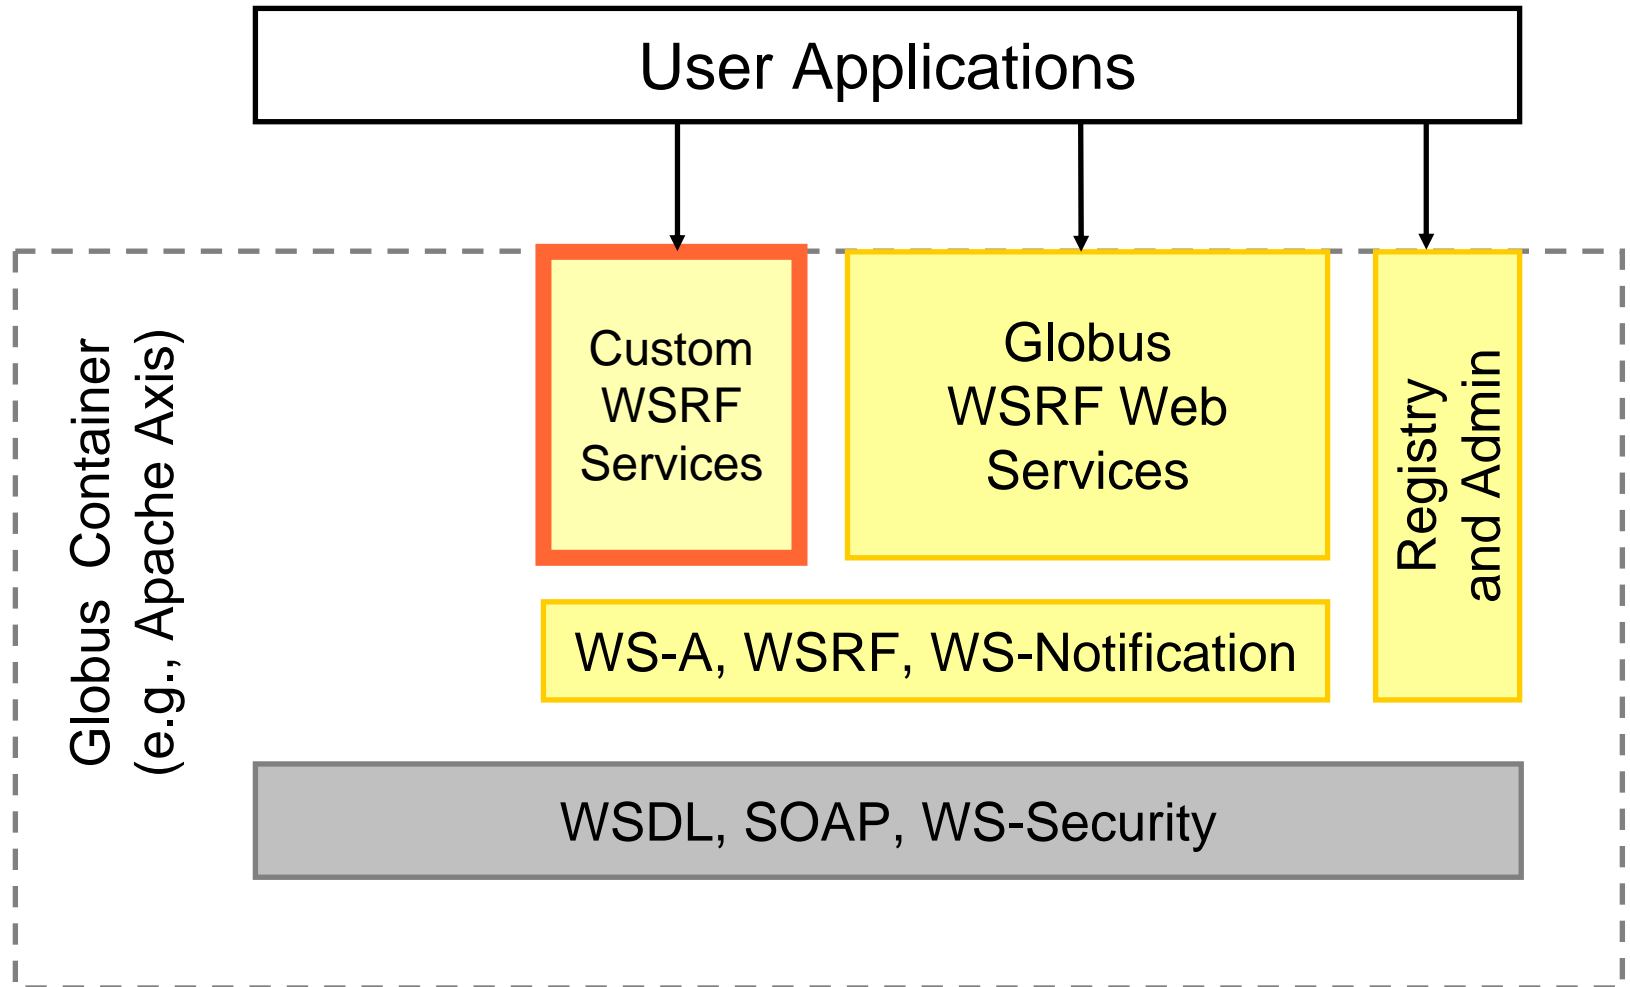 User Applications
Globus Container
(e.g., Apache Axis)
Custom
WSRF
Services
Globus
WSRF Web
Services
Registry
and Admin
WS-A, WSRF, WS-Notification
WSDL, SOAP, WS-Security